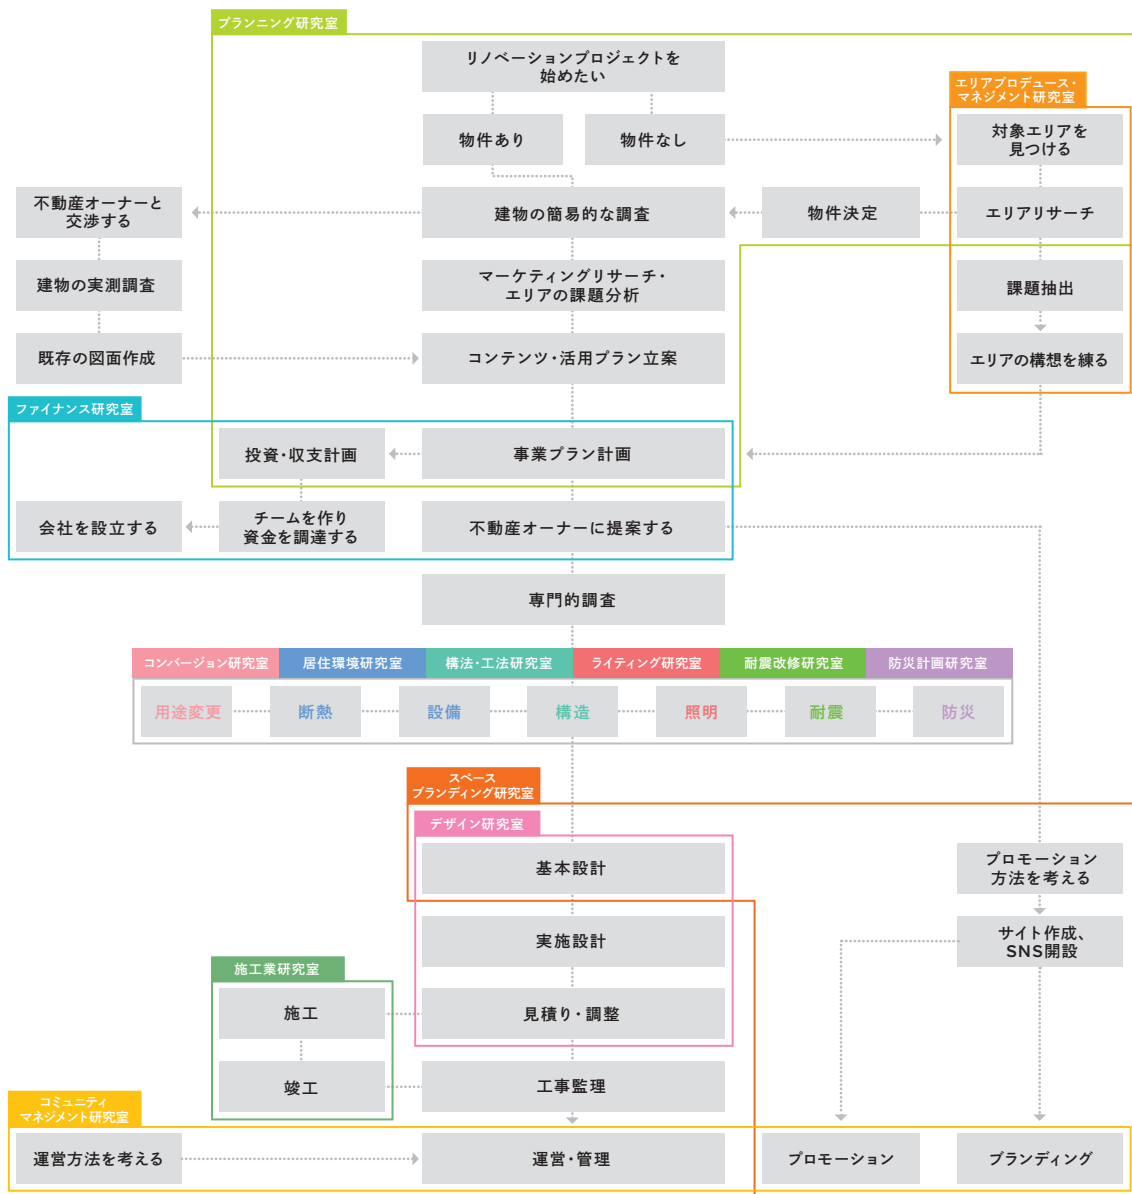 プランニング研究室
リノベーションプロジェクトを
始めたい
エリアプロデュース・
マネジメント研究室
物件あり
物件なし
対象エリアを
見つける
不動産オーナーと
交渉する
建物の簡易的な調査
物件決定
エリアリサーチ
建物の実測調査
マーケティングリサーチ・
エリアの課題分析
課題抽出
既存の図面作成
コンテンツ・活用プラン立案
エリアの構想を練る
ファイナンス研究室
投資・収支計画
事業プラン計画
会社を設立する
チームを作り
資金を調達する
不動産オーナーに提案する
専門的調査
コンバージョン研究室
居住環境研究室
構法・工法研究室
ライティング研究室
耐震改修研究室
防災計画研究室
用途変更
断熱
設備
構造
照明
耐震
防災
スペース
ブランディング研究室
デザイン研究室
基本設計
プロモーション
方法を考える
実施設計
サイト作成、
SNS開設
施工業研究室
施工
見積り・調整
竣工
工事監理
コミュニティ
マネジメント研究室
運営方法を考える
運営・管理
プロモーション
ブランディング